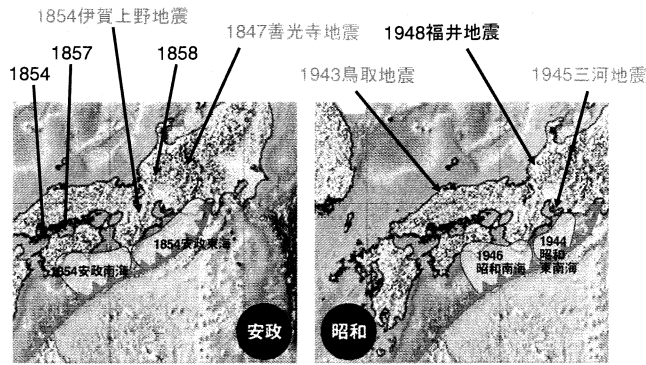 1854伊賀上野地震
1847善光寺地震
1948福井地震
1854
1857
1858
1943鳥取地震
1945三河地震
1854安政南海
1854安政東海
安政
1946
昭和南海
1944
昭和
東南海
昭和